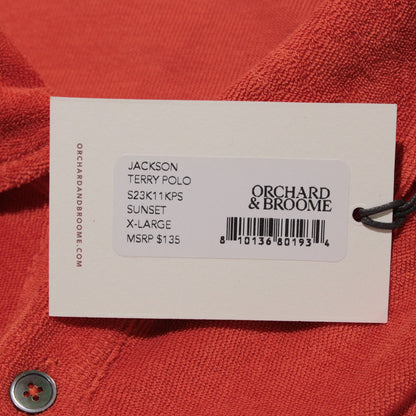 ORCHARDANDBROOME.COM
JACKSON
TERRY POLO
S23K11KPS
SUNSET
X-LARGE
MSRP $135
ORCHARD
& BROOME
8 10136 80193 4